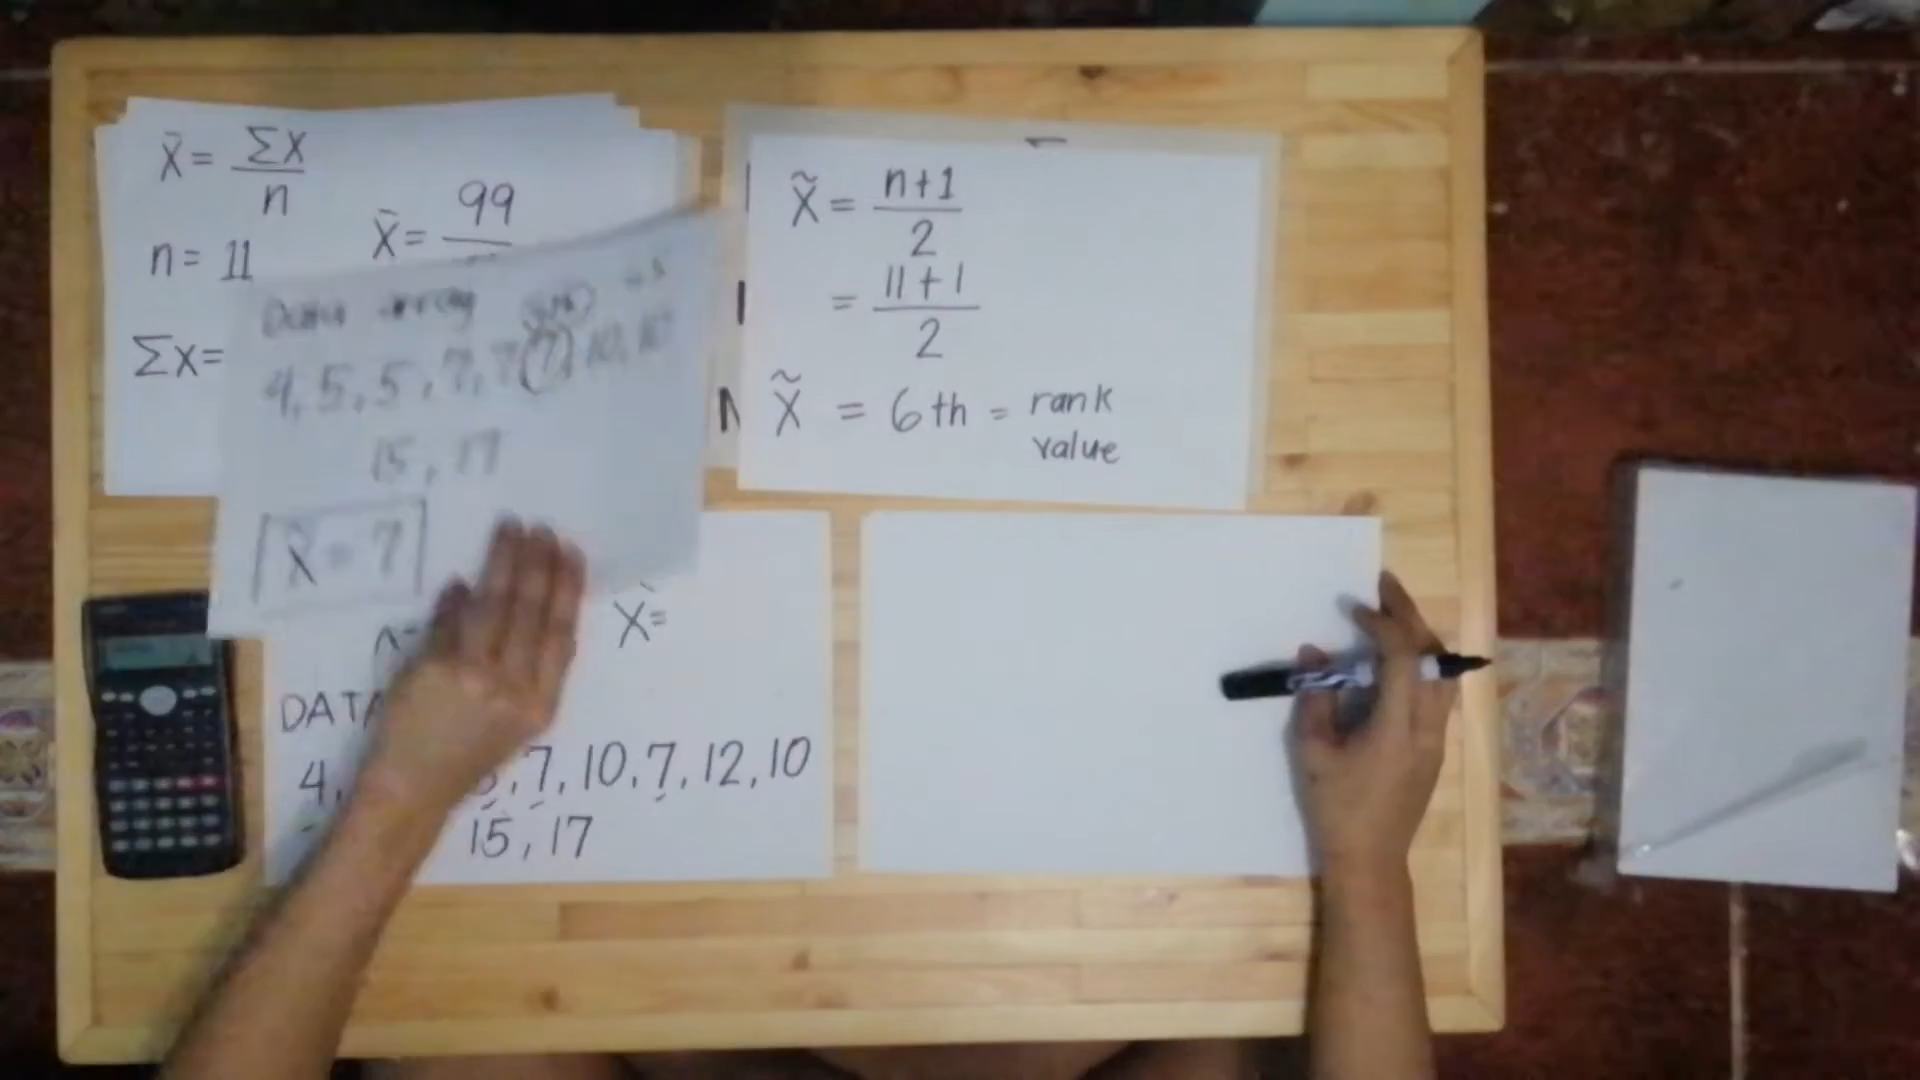 X̄ = ΣX / n
n = 11
X̄ = 99
ΣX=
Data array
4, 5, 5, 7, 7, 7, 10, 10
15, 17
X̃ = 7
X̃ = n+1 / 2
= 11+1 / 2
X̃ = 6th = rank value
X̂=
DATA
4,
7, 10, 7, 12, 10
15, 17